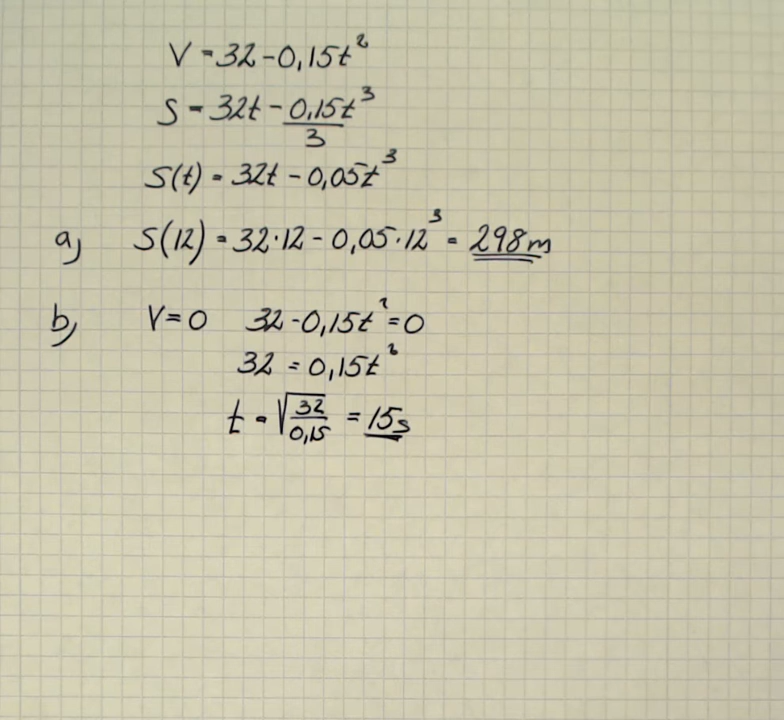 V = 32 - 0,15t²
S = 32t - 0,15t³/3
S(t) = 32t - 0,05t³
a) S(12) = 32·12 - 0,05·12³ = 298m
b) V = 0 32 - 0,15t² = 0
32 = 0,15t²
t = √(32/0,15) = 15s